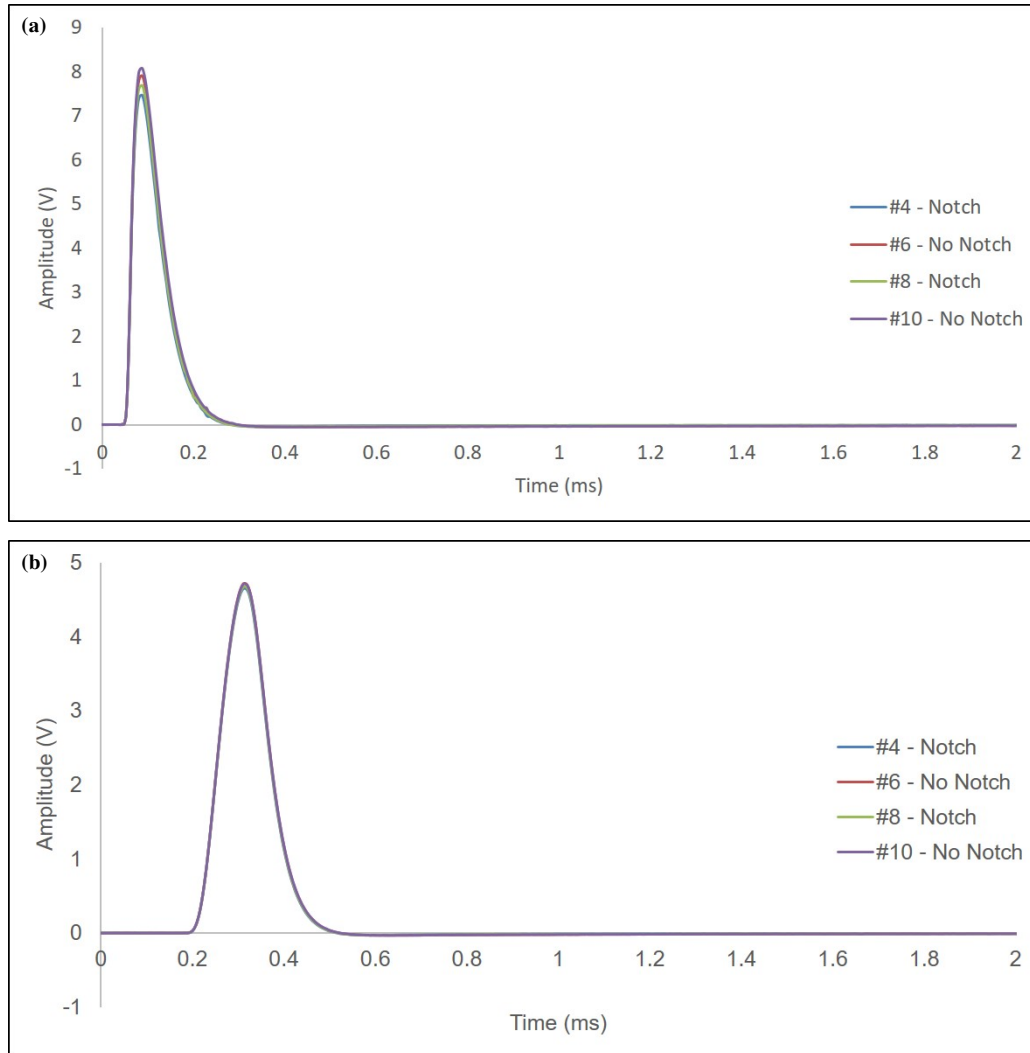 (a)
9
8
7
6
5
4
3
2
1
0
-1
Amplitude (V)
0 0.2 0.4 0.6 0.8 1 1.2 1.4 1.6 1.8 2
Time (ms)
#4 - Notch
#6 - No Notch
#8 - Notch
#10 - No Notch
(b)
5
4
3
2
1
0
-1
Amplitude (V)
0 0.2 0.4 0.6 0.8 1 1.2 1.4 1.6 1.8 2
Time (ms)
#4 - Notch
#6 - No Notch
#8 - Notch
#10 - No Notch